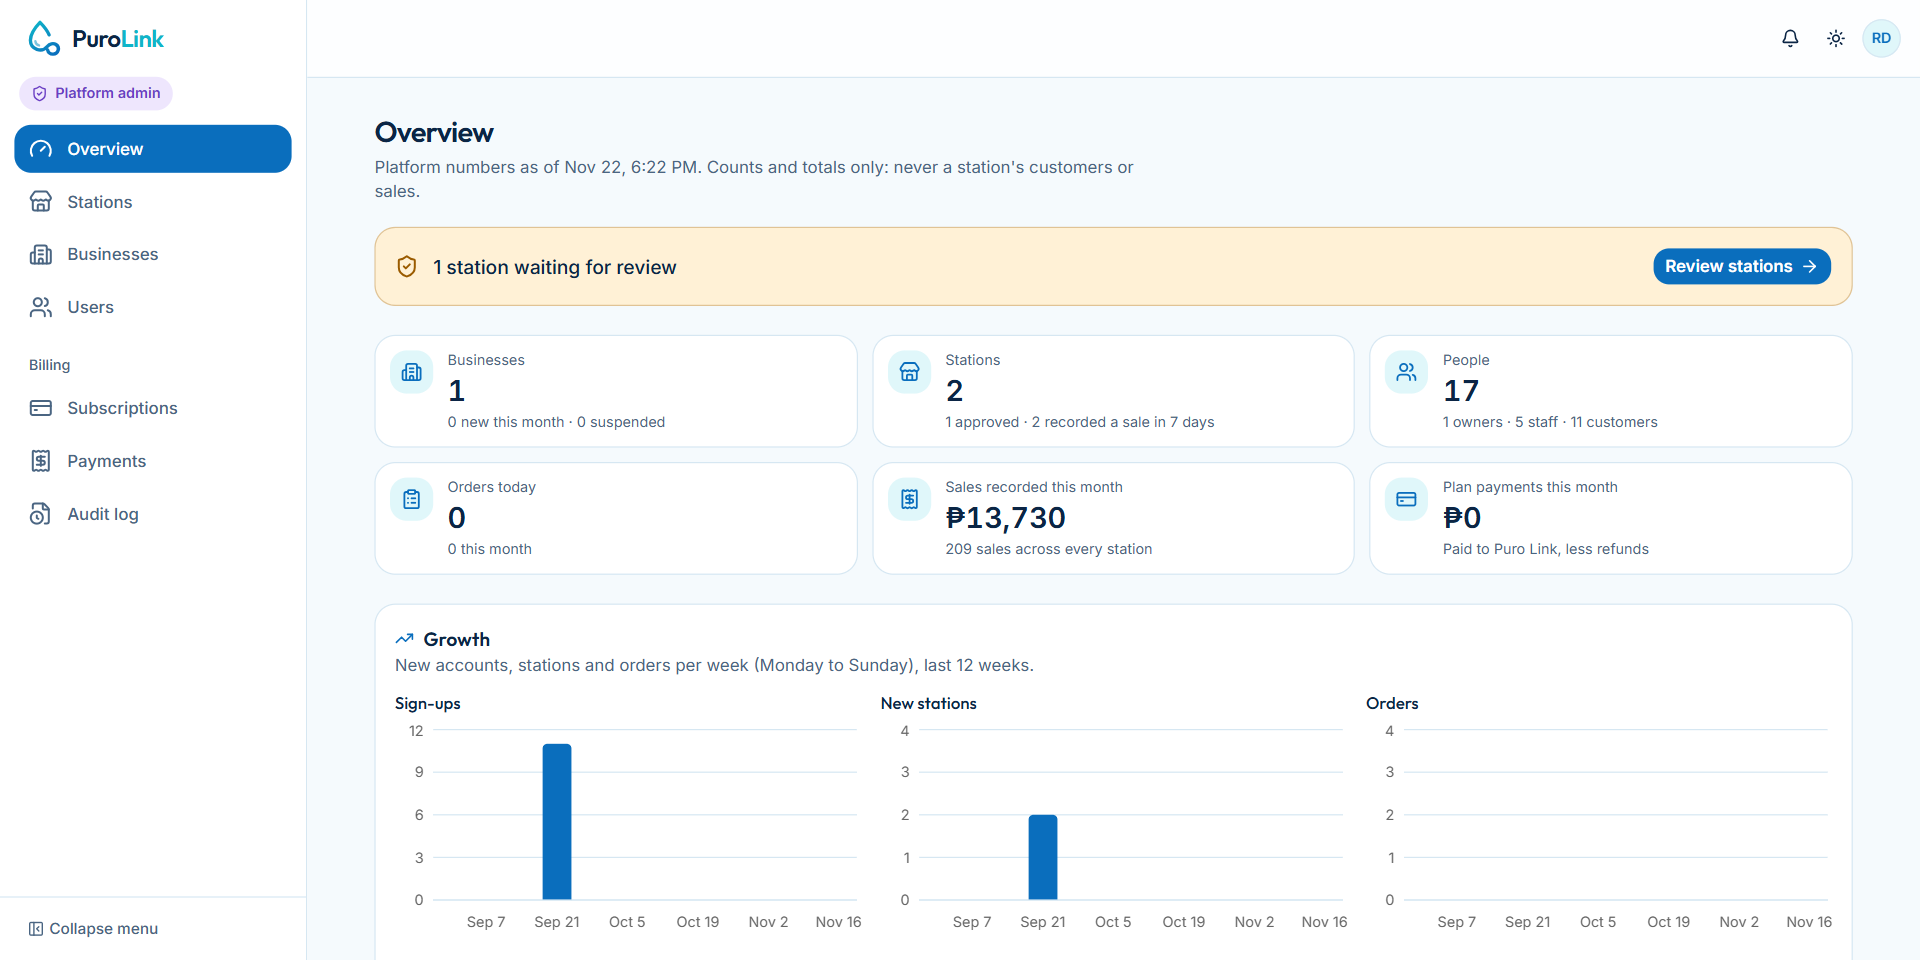 PuroLink
RD
Platform admin
Overview
Stations
Businesses
Users
Billing
Subscriptions
Payments
Audit log
Collapse menu
Overview
Platform numbers as of Nov 22, 6:22 PM. Counts and totals only: never a station's customers or
sales.
1 station waiting for review
Review stations
Businesses
1
0 new this month · 0 suspended
Stations
2
1 approved · 2 recorded a sale in 7 days
People
17
1 owners · 5 staff · 11 customers
Orders today
0
0 this month
Sales recorded this month
₱13,730
209 sales across every station
Plan payments this month
₱0
Paid to Puro Link, less refunds
Growth
New accounts, stations and orders per week (Monday to Sunday), last 12 weeks.
Sign-ups
12
9
6
3
0
Sep 7 Sep 21 Oct 5 Oct 19 Nov 2 Nov 16
New stations
4
3
2
1
0
Sep 7 Sep 21 Oct 5 Oct 19 Nov 2 Nov 16
Orders
4
3
2
1
0
Sep 7 Sep 21 Oct 5 Oct 19 Nov 2 Nov 16